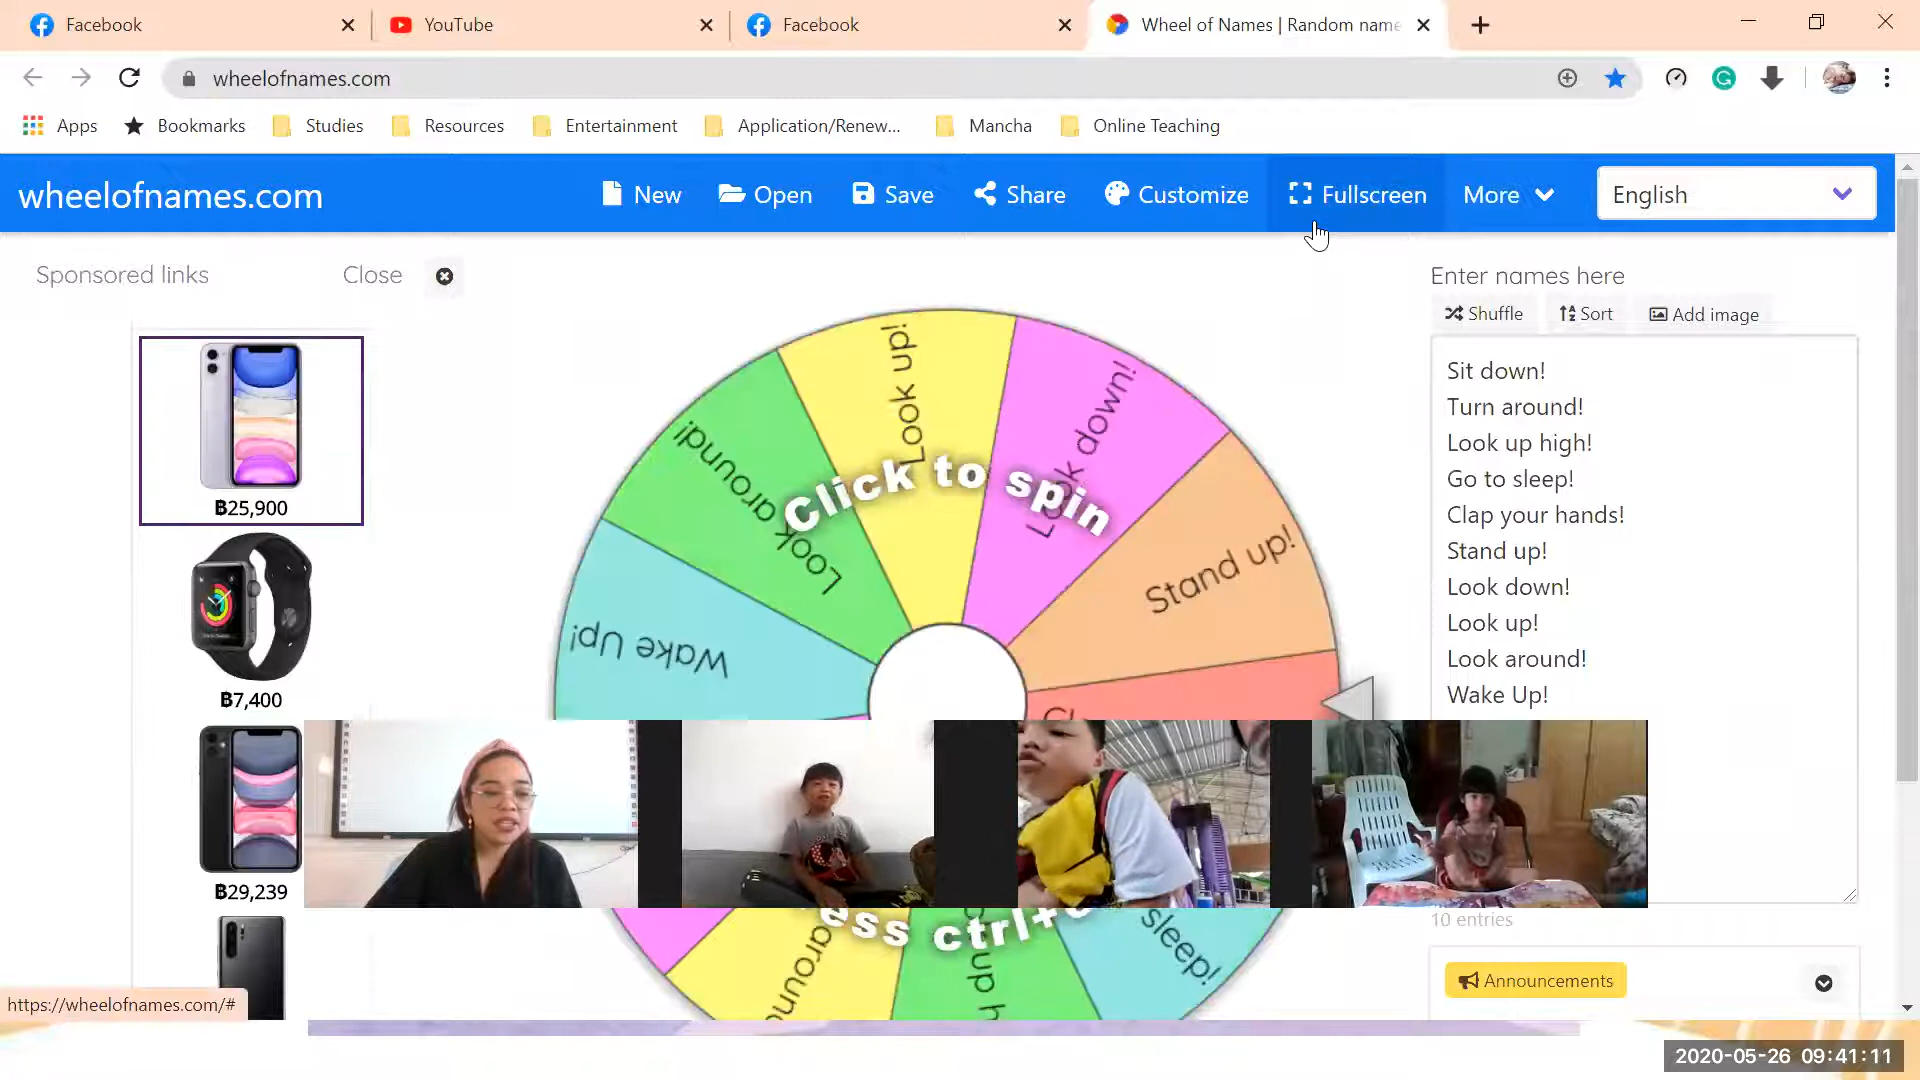 Facebook
YouTube
Facebook
Wheel of Names | Random name
wheelofnames.com
Apps
Bookmarks
Studies
Resources
Entertainment
Application/Renew...
Mancha
Online Teaching
wheelofnames.com
New
Open
Save
Share
Customize
Fullscreen
More
English
Sponsored links
Close
Enter names here
Shuffle
Sort
Add image
฿25,900
฿7,400
฿29,239
Look up!
Look down!
Look around!
Stand up!
Wake Up!
Click to spin
ess ctrl+
sleep!
around
up h
Sit down!
Turn around!
Look up high!
Go to sleep!
Clap your hands!
Stand up!
Look down!
Look up!
Look around!
Wake Up!
10 entries
Announcements
https://wheelofnames.com/#
2020-05-26 09:41:11